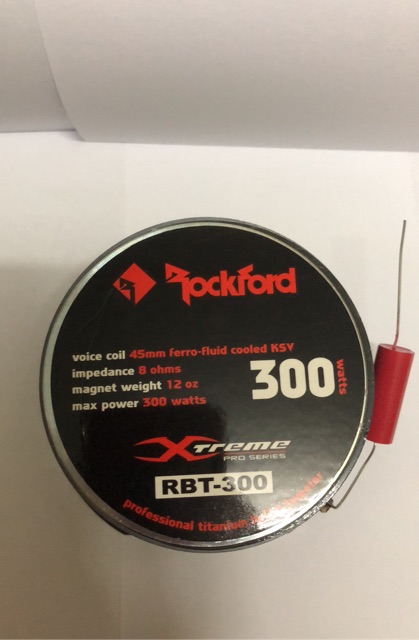 Rockford
voice coil 45mm ferro-fluid cooled KSV
impedance 8 ohms
magnet weight 12 oz
max power 300 watts
300 watts
Xtreme
PRO SERIES
RBT-300
professional titanium